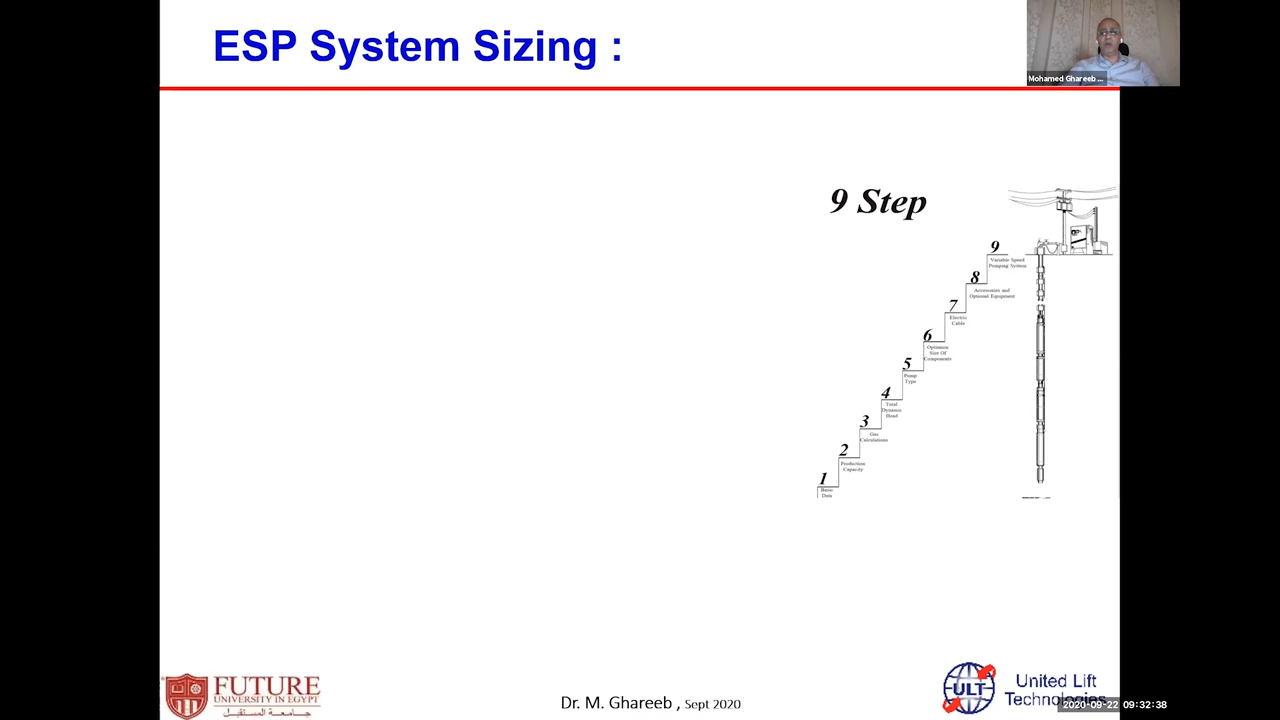 ESP System Sizing :
Mohamed Ghareeb ...
9 Step
9
Variable Speed
Pumping System
8
Accessories and
Optional Equipment
7
Electric
Cable
6
Optimum
Size Of
Components
5
Pump
Type
4
Total
Dynamic
Head
3
Gas
Calculations
2
Production
Capacity
1
Basic
Data
FUTURE
UNIVERSITY IN EGYPT
جامعة المستقبل
Dr. M. Ghareeb , Sept 2020
ULT
United Lift
Technologies
2020-09-22 09:32:38